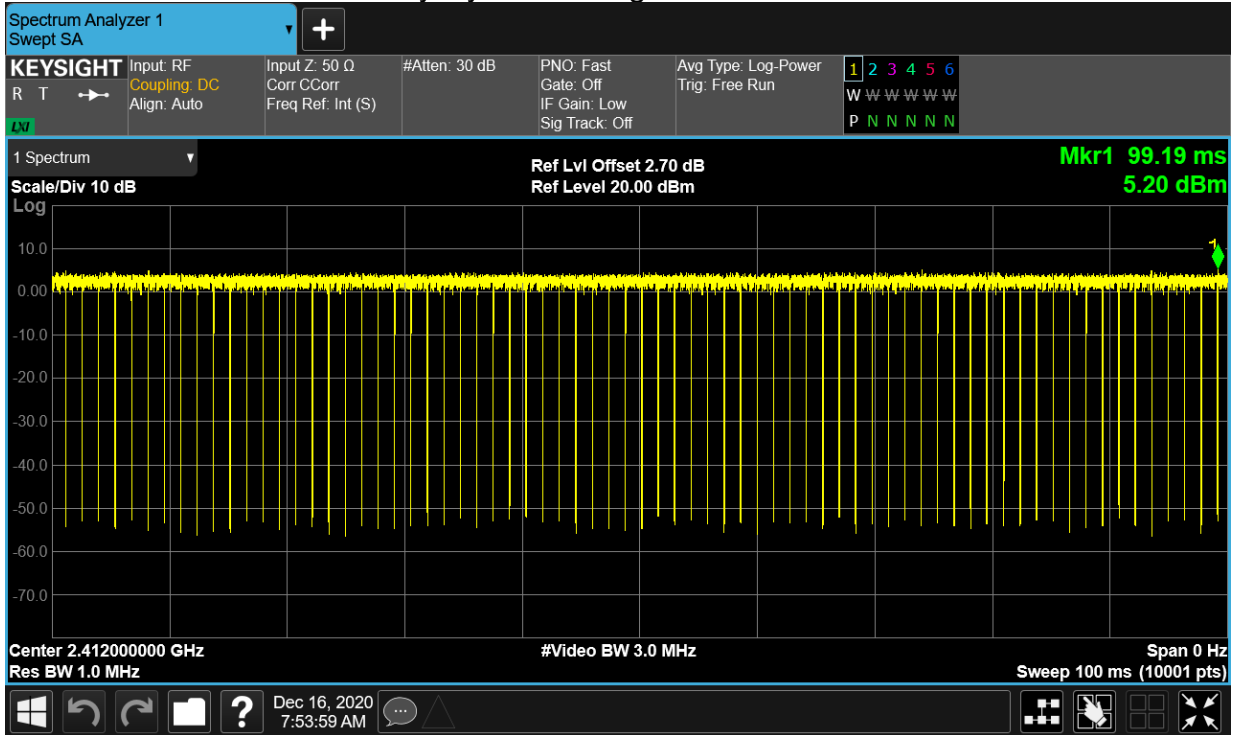 Spectrum Analyzer 1
Swept SA
KEYSIGHT
R T
LXI
Input: RF
Coupling: DC
Align: Auto
Input Z: 50 Ω
Corr CCorr
Freq Ref: Int (S)
#Atten: 30 dB
PNO: Fast
Gate: Off
IF Gain: Low
Sig Track: Off
Avg Type: Log-Power
Trig: Free Run
1 2 3 4 5 6
W W W W W W
P N N N N N
1 Spectrum
Scale/Div 10 dB
Log
Ref Lvl Offset 2.70 dB
Ref Level 20.00 dBm
Mkr1 99.19 ms
5.20 dBm
1
10.0
0.00
-10.0
-20.0
-30.0
-40.0
-50.0
-60.0
-70.0
Center 2.412000000 GHz
Res BW 1.0 MHz
#Video BW 3.0 MHz
Span 0 Hz
Sweep 100 ms (10001 pts)
?
Dec 16, 2020
7:53:59 AM